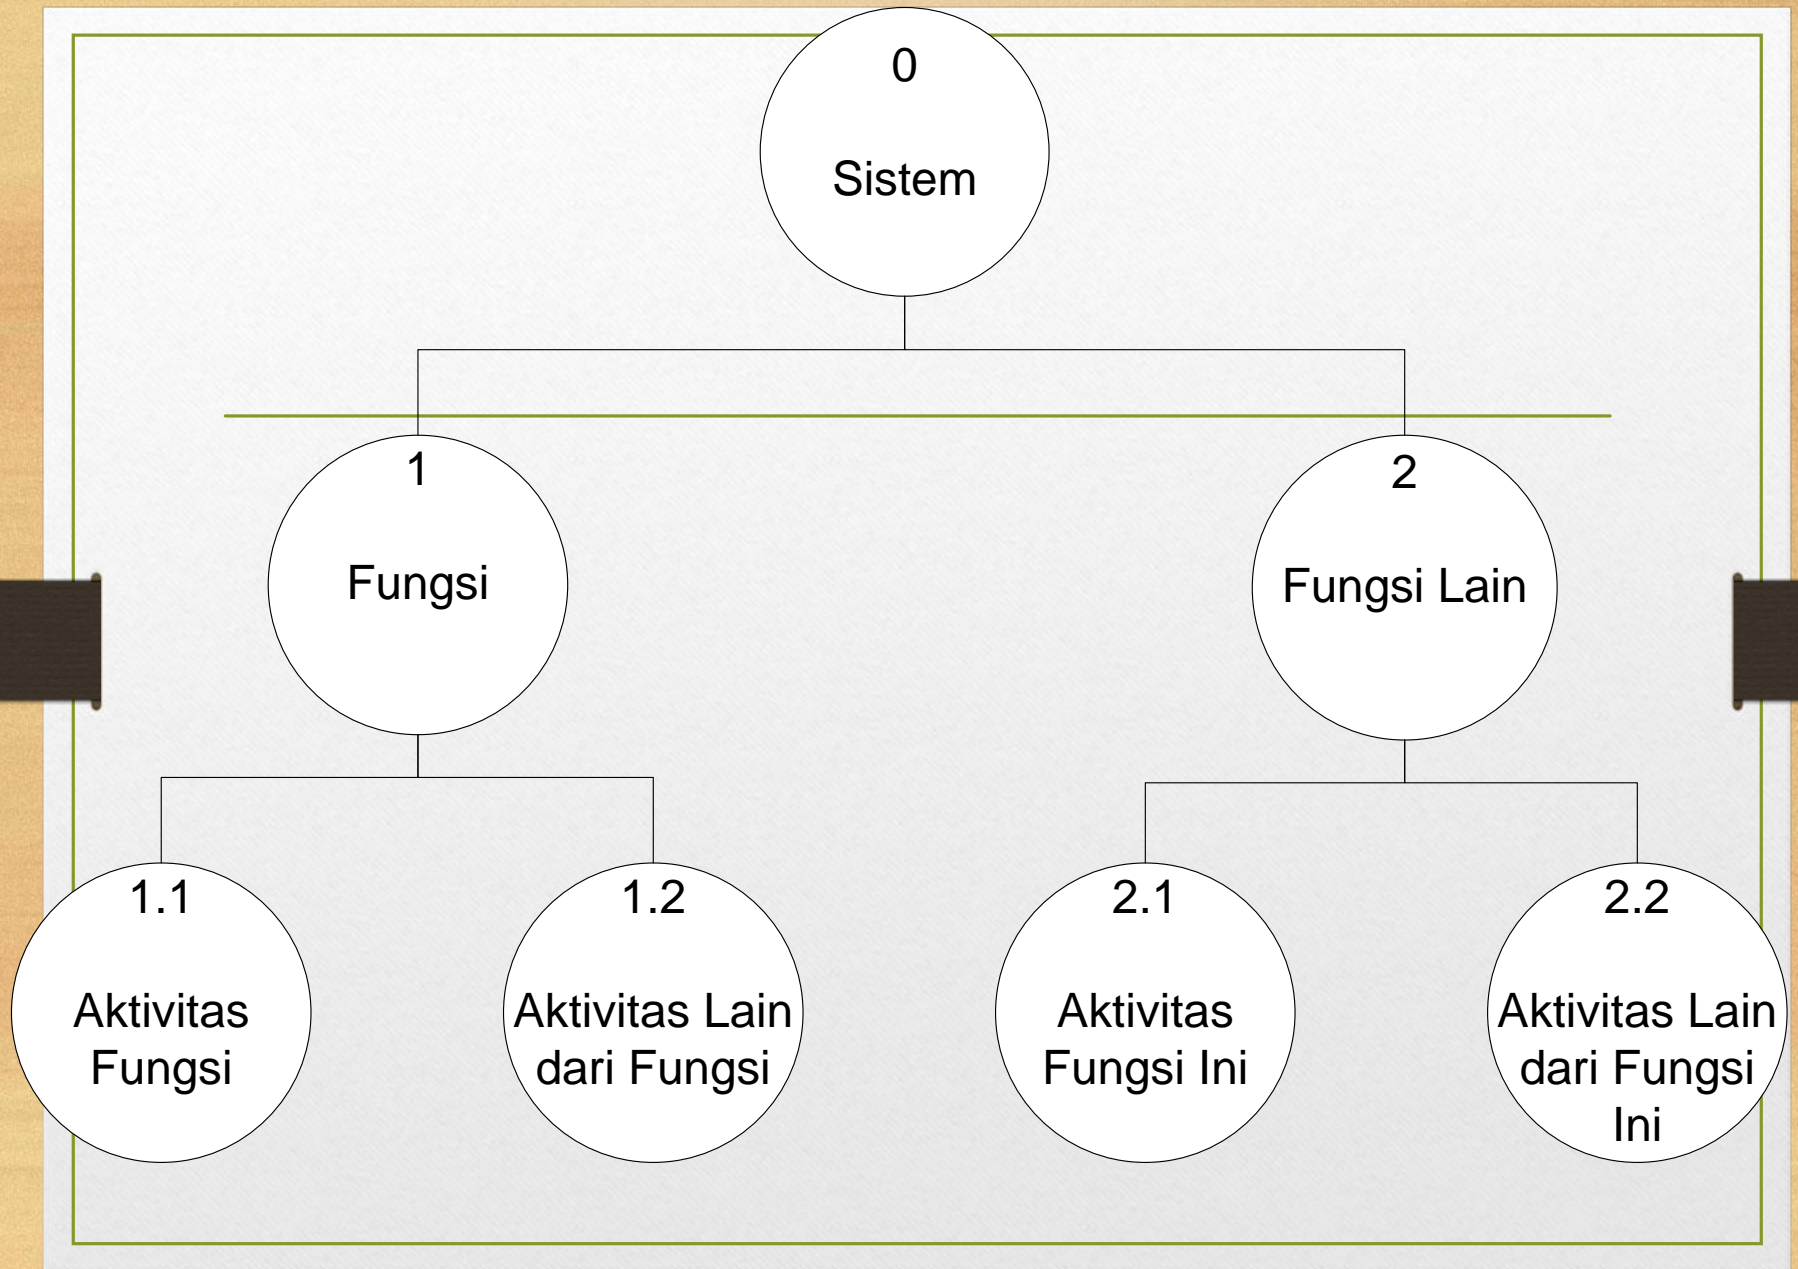 0
Sistem
1
Fungsi
2
Fungsi Lain
1.1
Aktivitas
Fungsi
1.2
Aktivitas Lain
dari Fungsi
2.1
Aktivitas
Fungsi Ini
2.2
Aktivitas Lain
dari Fungsi
Ini